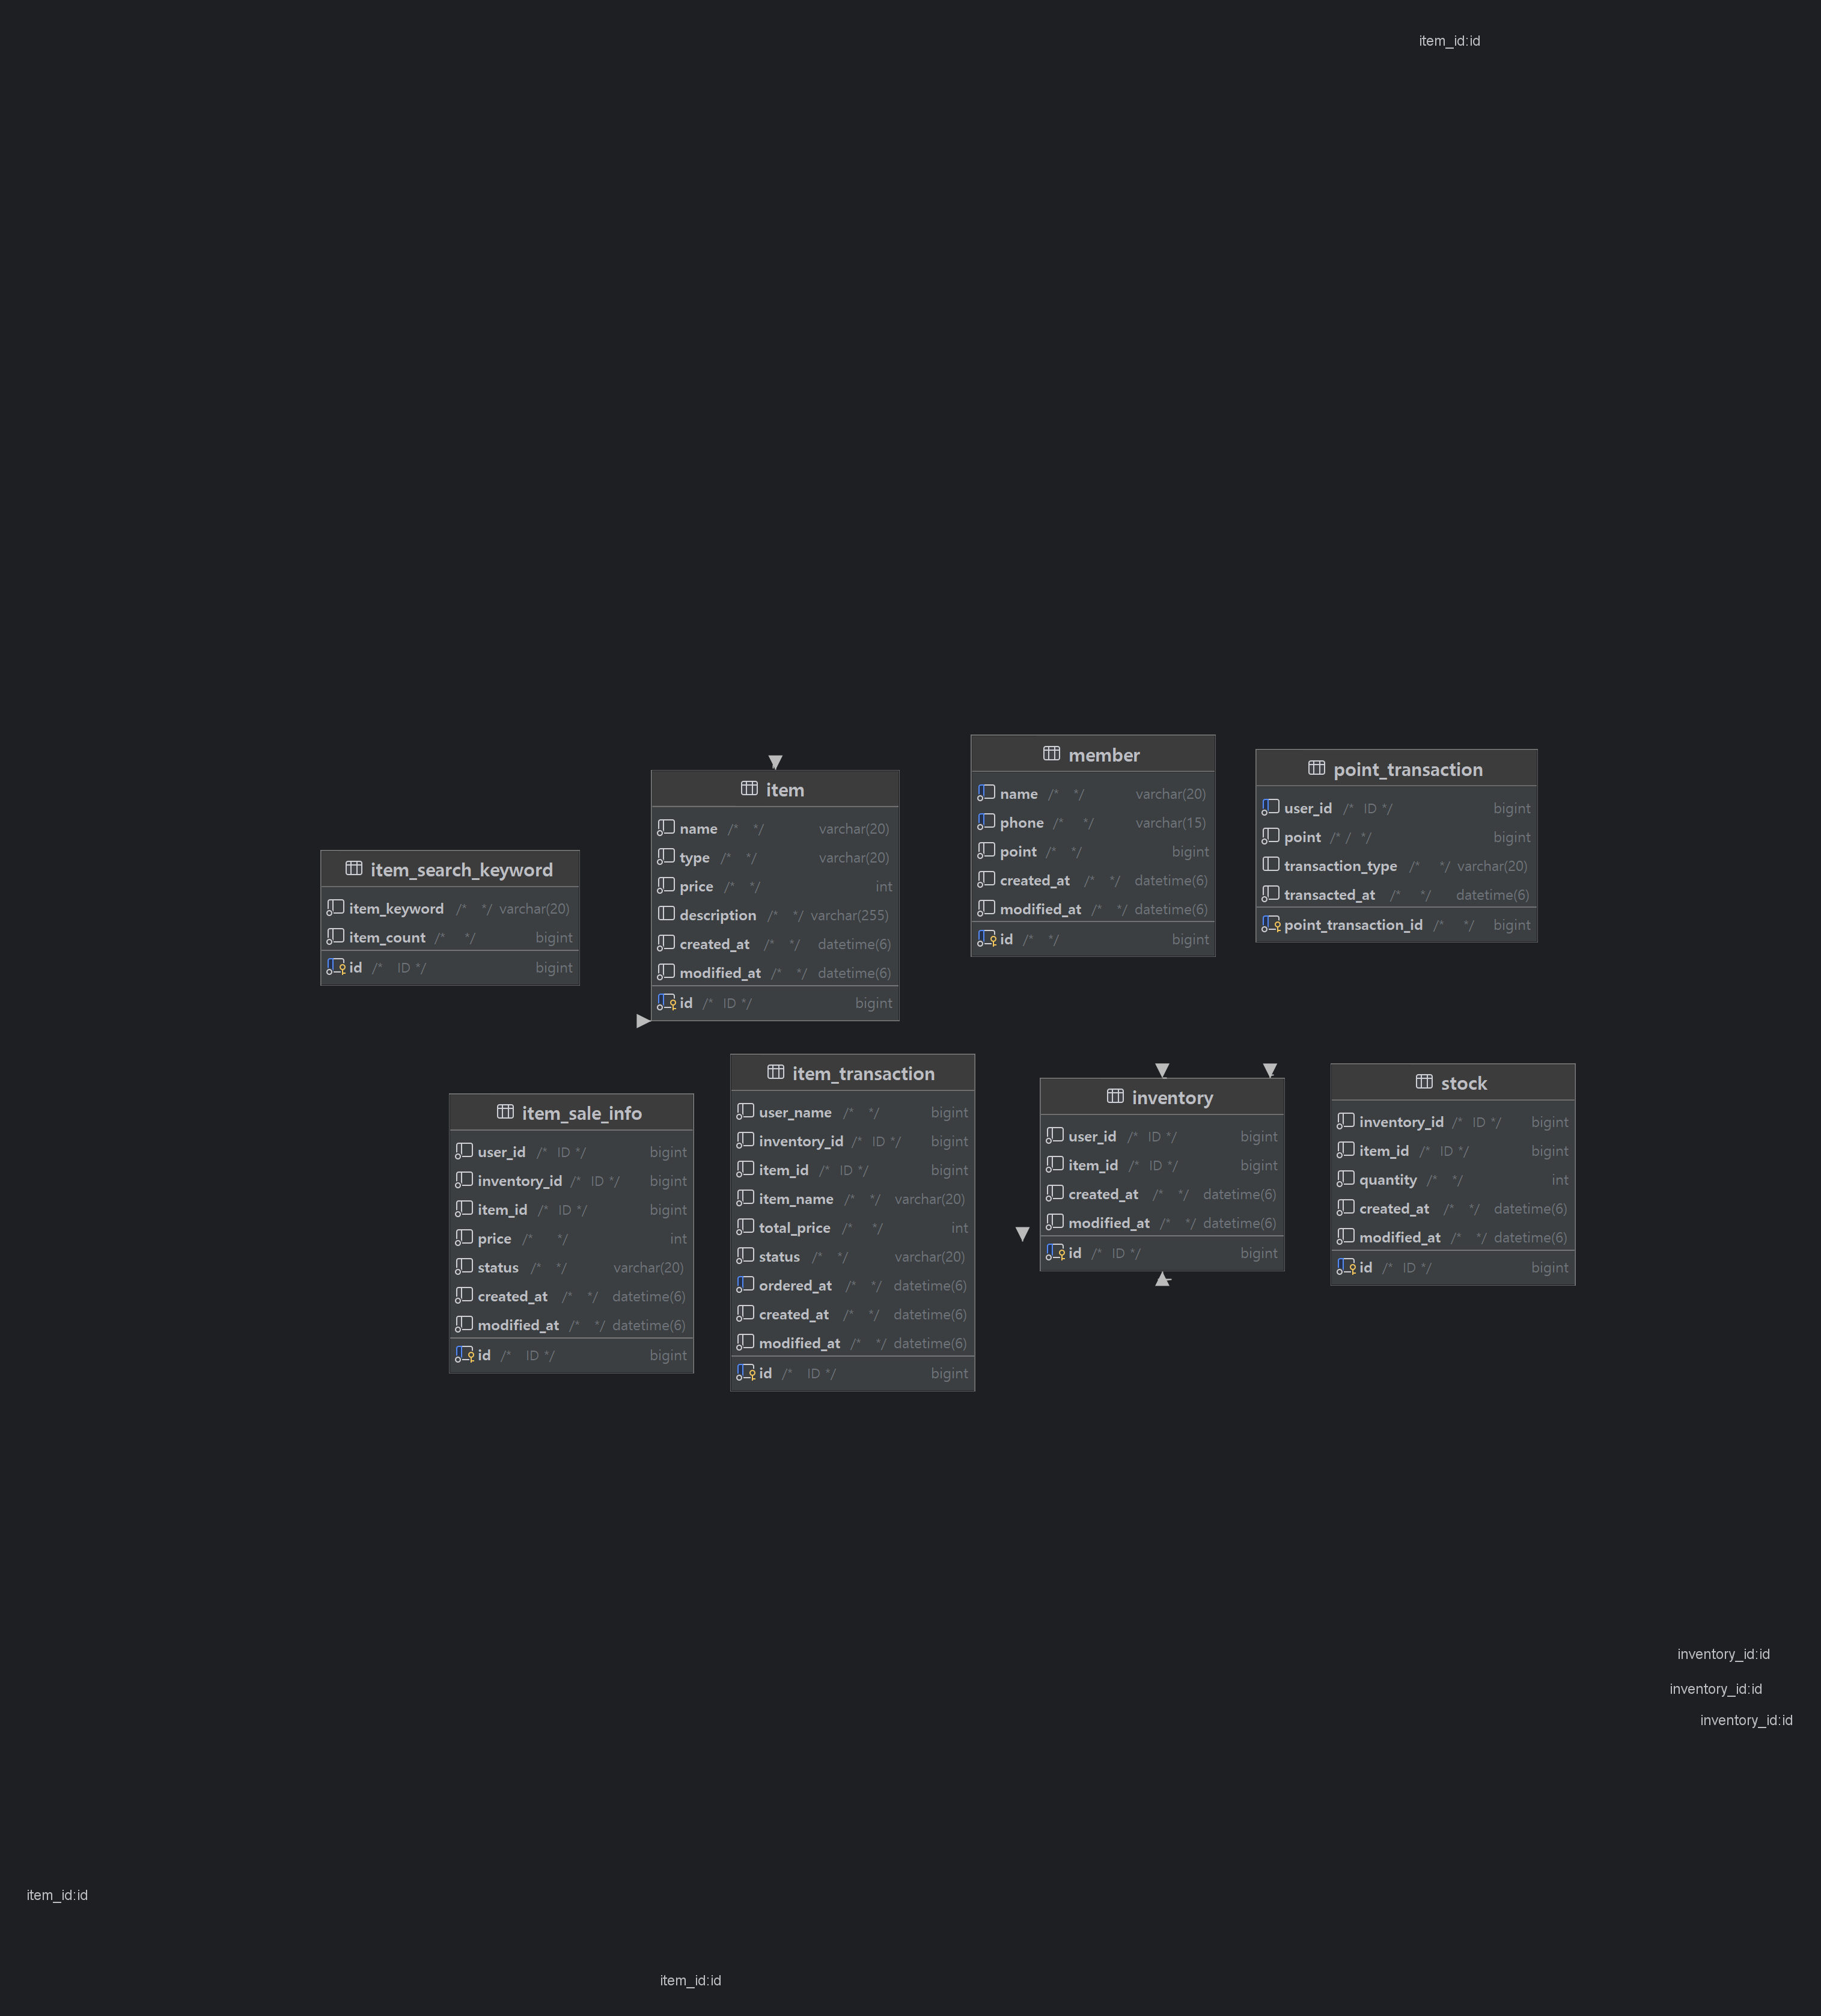 item_id:id
member
name /* */ varchar(20)
phone /* */ varchar(15)
point /* */ bigint
created_at /* */ datetime(6)
modified_at /* */ datetime(6)
id /* */ bigint
point_transaction
user_id /* ID */ bigint
point /* / */ bigint
transaction_type /* */ varchar(20)
transacted_at /* */ datetime(6)
point_transaction_id /* */ bigint
item
name /* */ varchar(20)
type /* */ varchar(20)
price /* */ int
description /* */ varchar(255)
created_at /* */ datetime(6)
modified_at /* */ datetime(6)
id /* ID */ bigint
item_search_keyword
item_keyword /* */ varchar(20)
item_count /* */ bigint
id /* ID */ bigint
item_sale_info
user_id /* ID */ bigint
inventory_id /* ID */ bigint
item_id /* ID */ bigint
price /* */ int
status /* */ varchar(20)
created_at /* */ datetime(6)
modified_at /* */ datetime(6)
id /* ID */ bigint
item_transaction
user_name /* */ bigint
inventory_id /* ID */ bigint
item_id /* ID */ bigint
item_name /* */ varchar(20)
total_price /* */ int
status /* */ varchar(20)
ordered_at /* */ datetime(6)
created_at /* */ datetime(6)
modified_at /* */ datetime(6)
id /* ID */ bigint
inventory
user_id /* ID */ bigint
item_id /* ID */ bigint
created_at /* */ datetime(6)
modified_at /* */ datetime(6)
id /* ID */ bigint
stock
inventory_id /* ID */ bigint
item_id /* ID */ bigint
quantity /* */ int
created_at /* */ datetime(6)
modified_at /* */ datetime(6)
id /* ID */ bigint
inventory_id:id
inventory_id:id
inventory_id:id
item_id:id
item_id:id